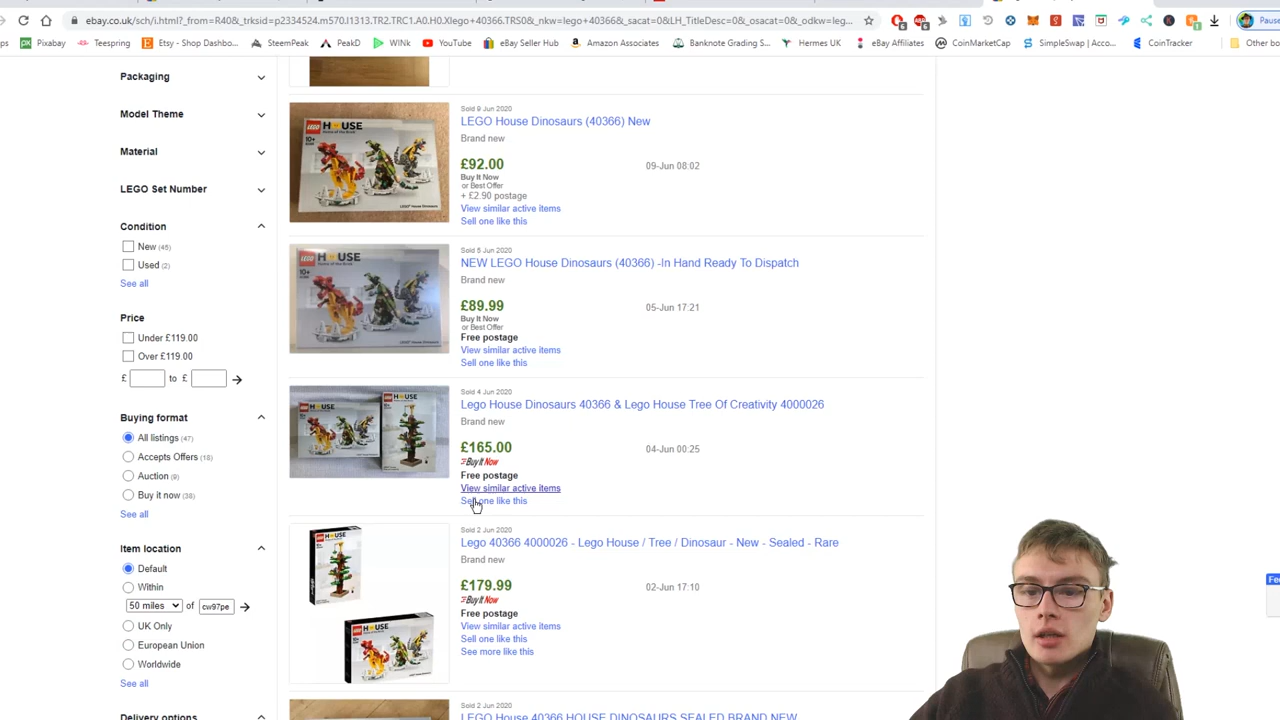 ebay.co.uk/sch/i.html?_from=R40&_trksid=p2334524.m570.l1313.TR2.TRC1.A0.H0.Xlego+40366.TRS0&_nkw=lego+40366&_sacat=0&LH_TitleDesc=0&_osacat=0&_odkw=leg...
Paus
ps Pixabay Teespring Etsy - Shop Dashbo... SteemPeak PeakD WINk YouTube eBay Seller Hub Amazon Associates Banknote Grading S... Hermes UK eBay Affiliates CoinMarketCap SimpleSwap | Acco... CoinTracker Other bo
Packaging
Model Theme
Material
LEGO Set Number
Condition
New (45)
Used (2)
See all
Price
Under £119.00
Over £119.00
£ to £
Buying format
All listings (47)
Accepts Offers (18)
Auction (9)
Buy it now (38)
See all
Item location
Default
Within
50 miles of cw97pe
UK Only
European Union
Worldwide
See all
Delivery options
Sold 9 Jun 2020
LEGO House Dinosaurs (40366) New
Brand new
£92.00 09-Jun 08:02
Buy It Now
or Best Offer
+ £2.90 postage
View similar active items
Sell one like this
Sold 5 Jun 2020
NEW LEGO House Dinosaurs (40366) -In Hand Ready To Dispatch
Brand new
£89.99 05-Jun 17:21
Buy It Now
or Best Offer
Free postage
View similar active items
Sell one like this
Sold 4 Jun 2020
Lego House Dinosaurs 40366 & Lego House Tree Of Creativity 4000026
Brand new
£165.00 04-Jun 00:25
Buy It Now
Free postage
View similar active items
Sell one like this
Sold 2 Jun 2020
Lego 40366 4000026 - Lego House / Tree / Dinosaur - New - Sealed - Rare
Brand new
£179.99 02-Jun 17:10
Buy It Now
Free postage
View similar active items
Sell one like this
See more like this
Sold 2 Jun 2020
LEGO House 40366 HOUSE DINOSAURS SEALED BRAND NEW